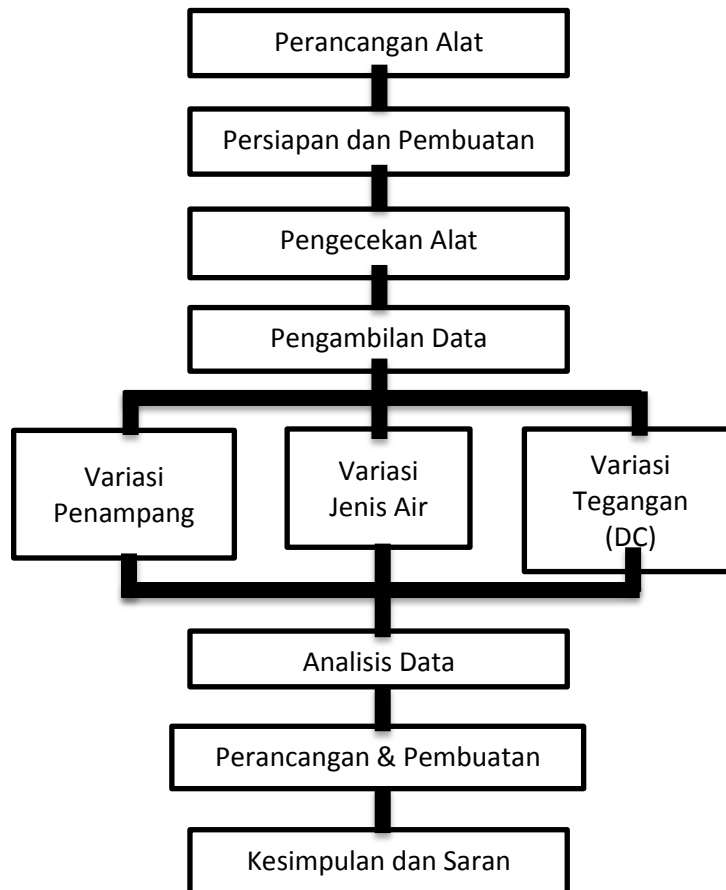 Perancangan Alat
Persiapan dan Pembuatan
Pengecekan Alat
Pengambilan Data
Variasi
Penampang
Variasi
Jenis Air
Variasi
Tegangan
(DC)
Analisis Data
Perancangan & Pembuatan
Kesimpulan dan Saran